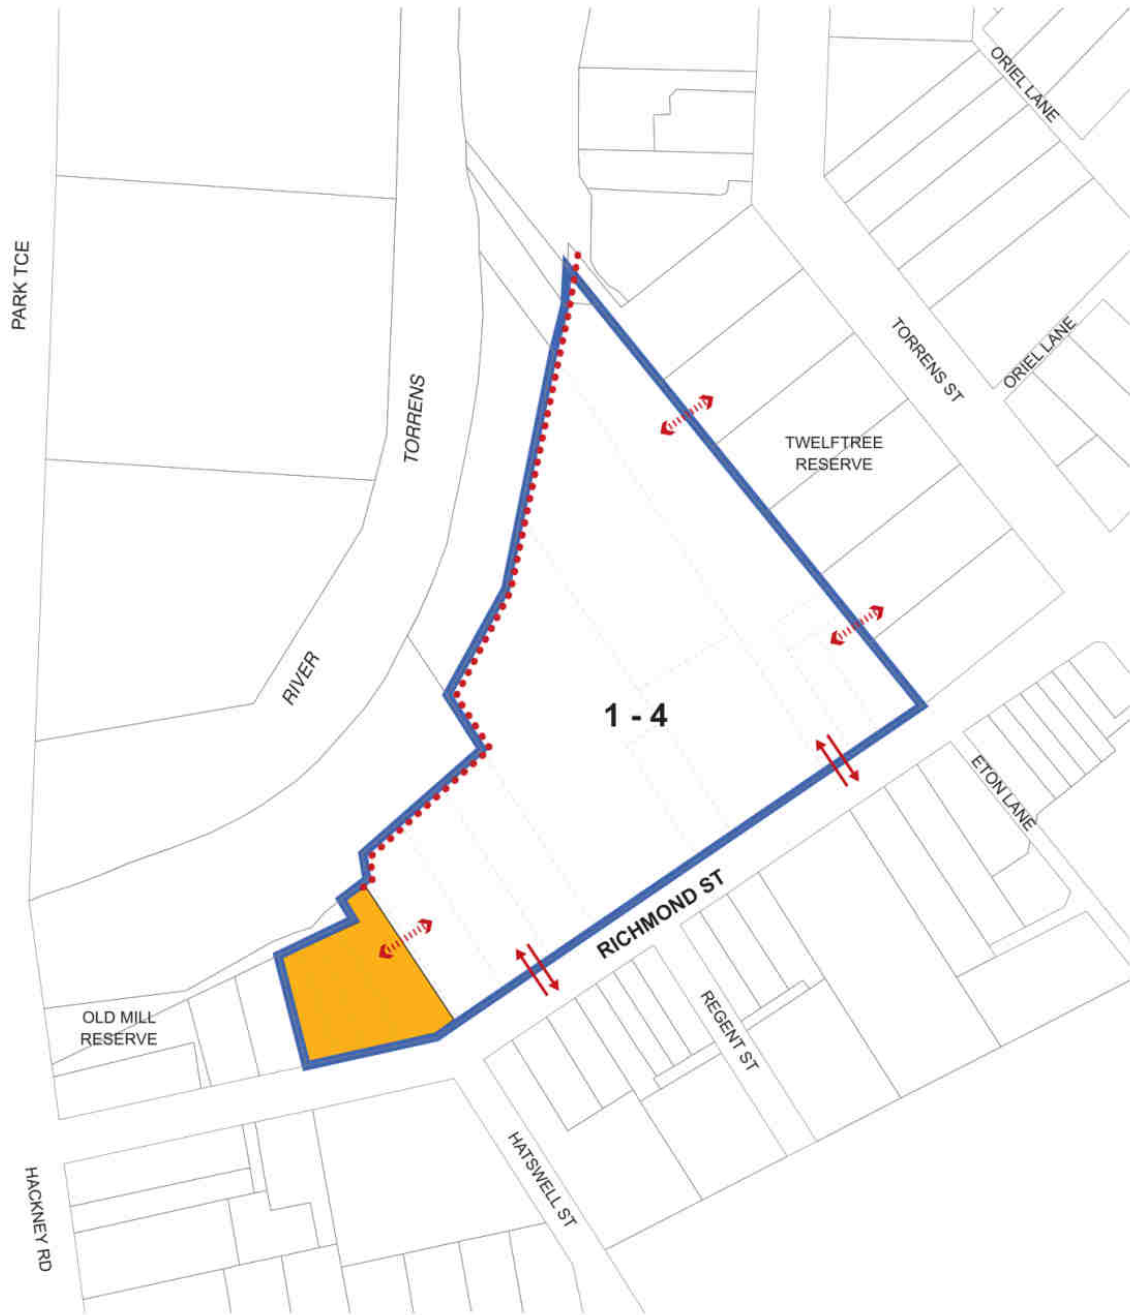 ORIEL LANE
PARK TCE
TORRENS ST
ORIEL LANE
TORRENS
TWELFTREE
RESERVE
RIVER
1 - 4
ETON LANE
RICHMOND ST
OLD MILL
RESERVE
REGENT ST
HATSWELL ST
HACKNEY RD